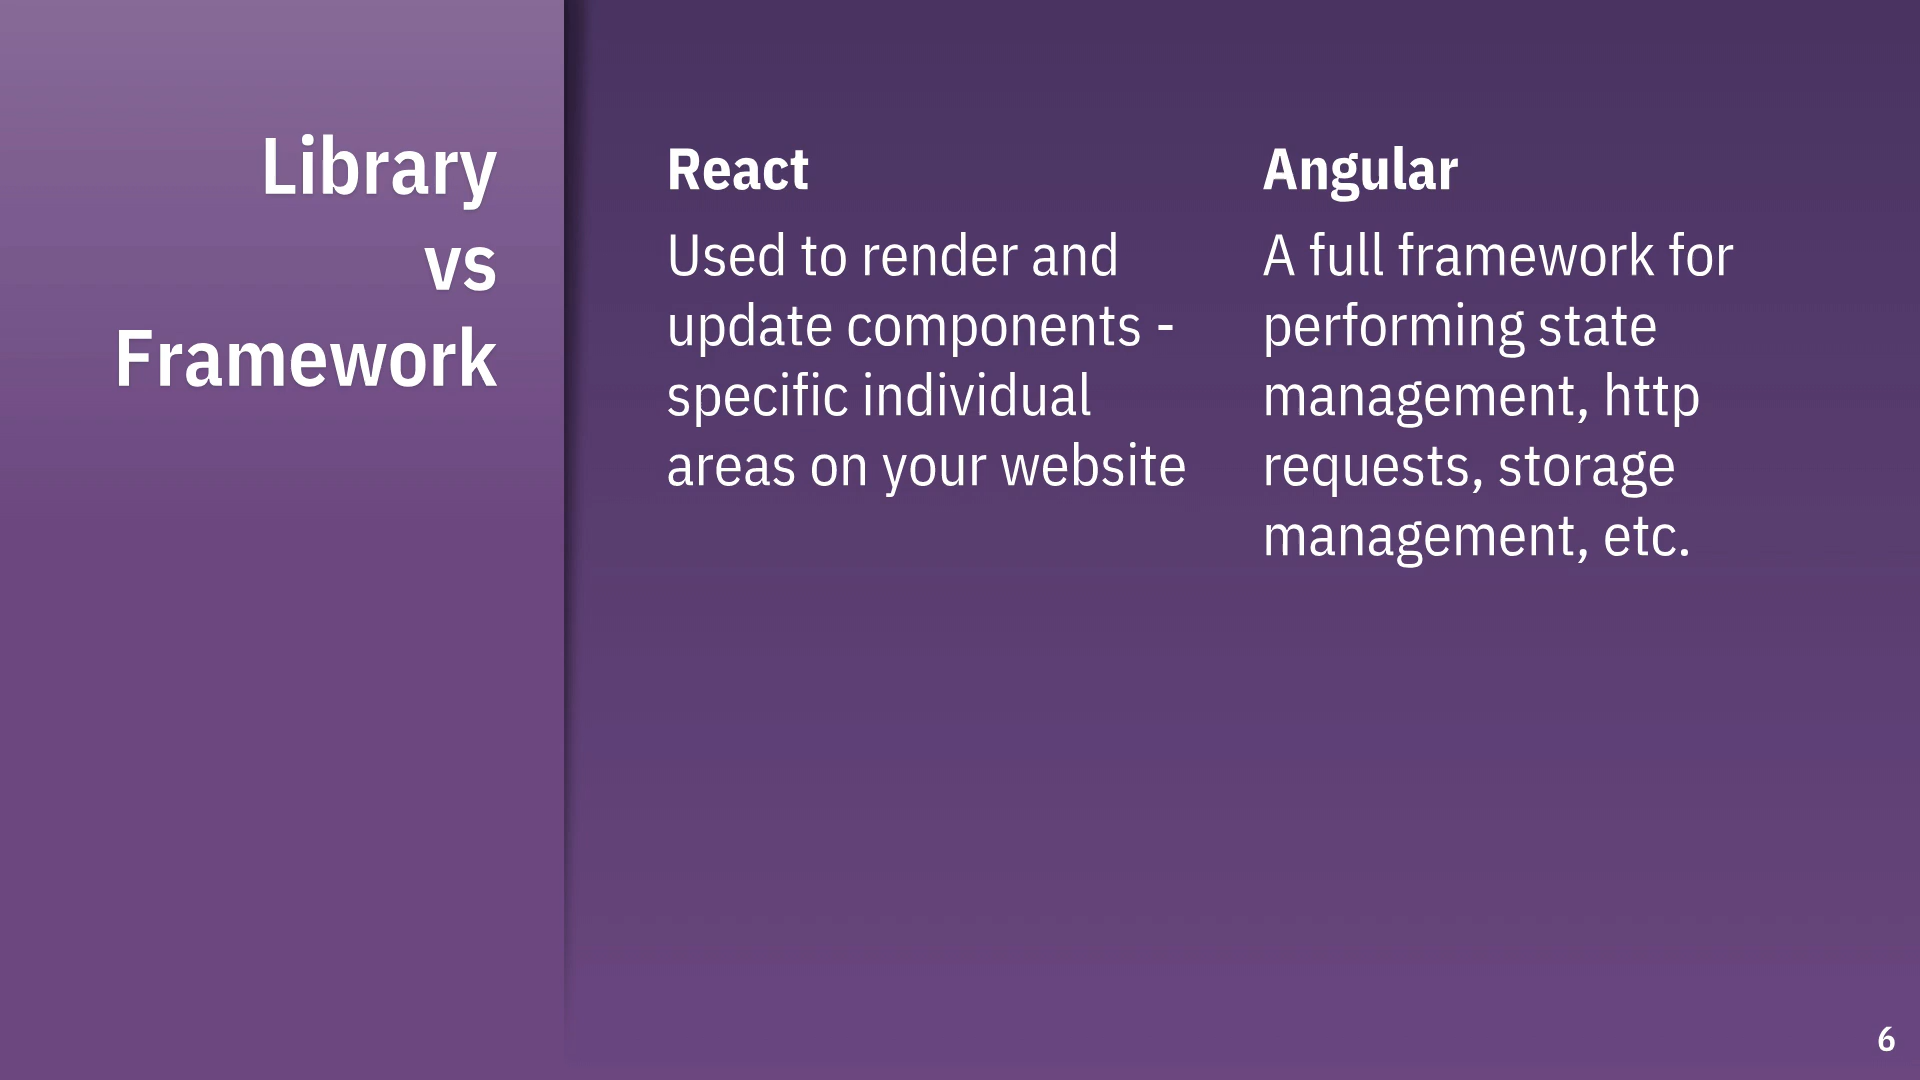 Library
vs
Framework
React
Used to render and
update components -
specific individual
areas on your website
Angular
A full framework for
performing state
management, http
requests, storage
management, etc.
6